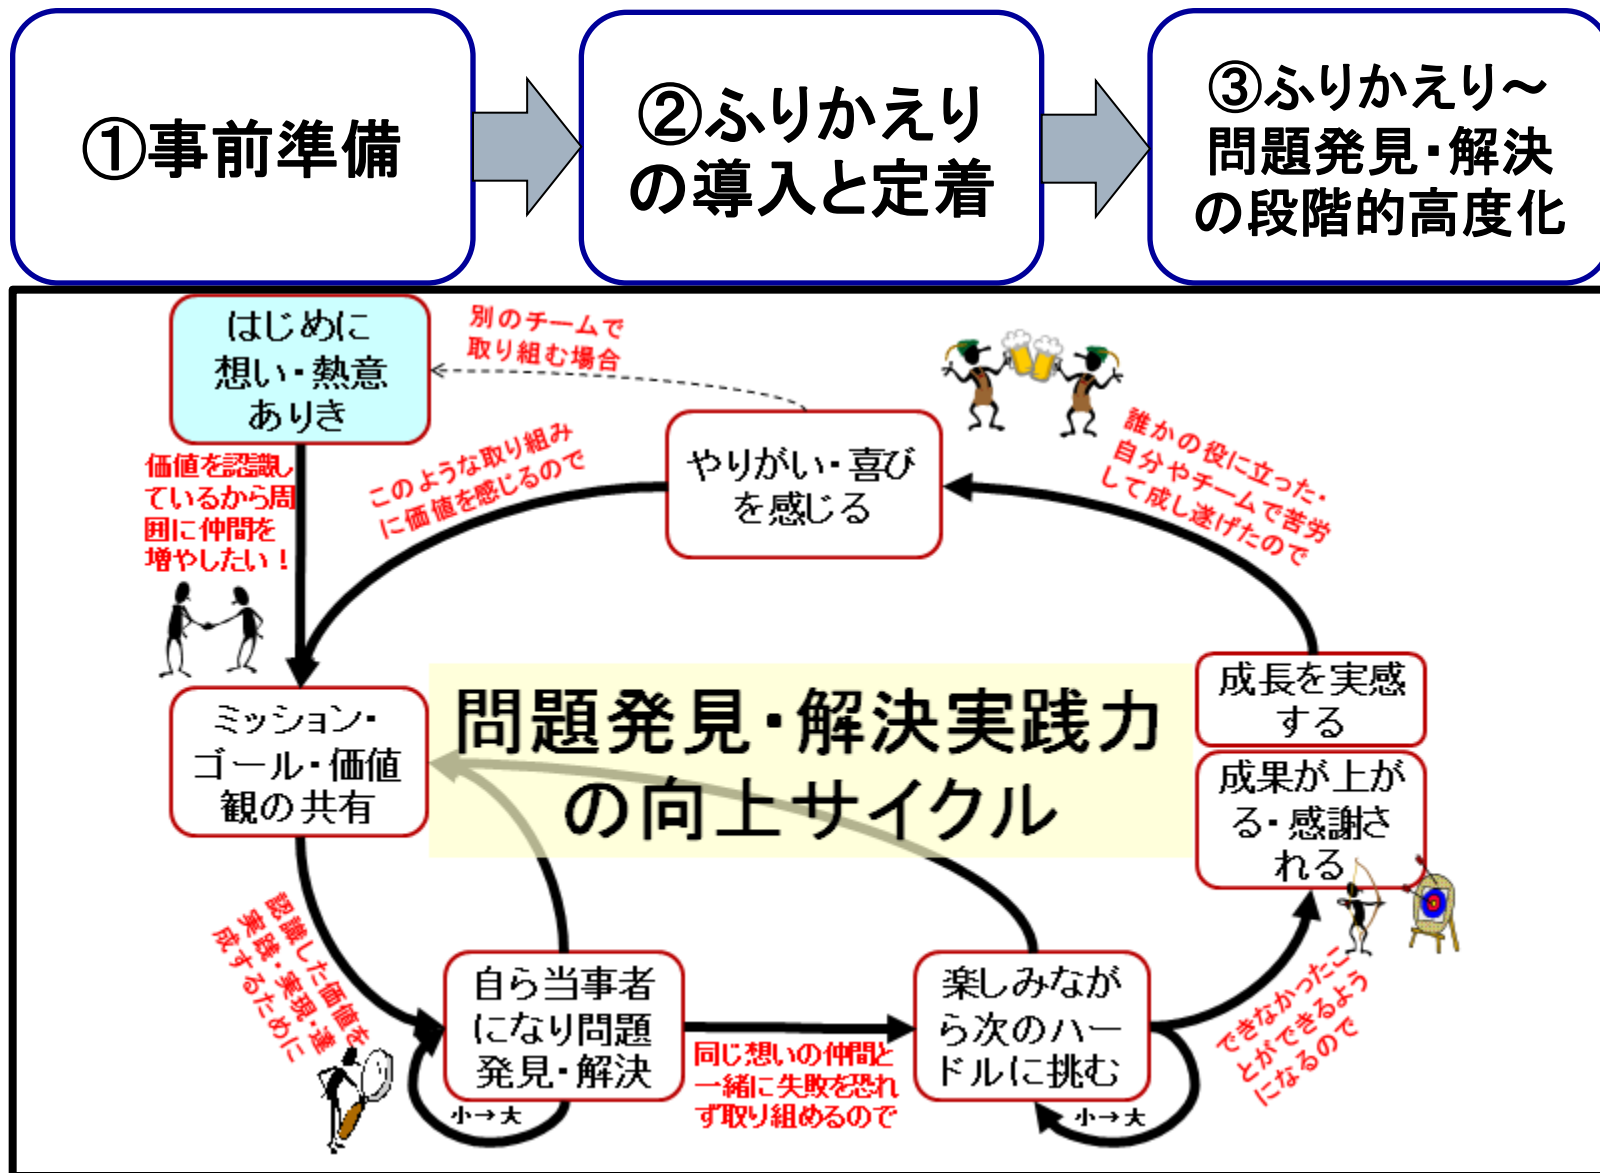 ①事前準備
②ふりかえり
の導入と定着
③ふりかえり～
問題発見・解決
の段階的高度化
はじめに
想い・熱意
ありき
別のチームで
取り組む場合
価値を認識し
ているから周
囲に仲間を
増やしたい！
このような取り組み
に価値を感じるので
やりがい・喜び
を感じる
誰かの役に立った・
自分やチームで苦労
して成し遂げたので
成長を実感
する
成果が上が
る・感謝さ
れる
問題発見・解決実践力
の向上サイクル
ミッション・
ゴール・価値
観の共有
認識した価値を
実践・実現・達
成するために
自ら当事者
になり問題
発見・解決
小→大
同じ想いの仲間と
一緒に失敗を恐れ
ず取り組めるので
楽しみなが
ら次のハー
ドルに挑む
小→大
できなかったこ
とができるよう
になるので